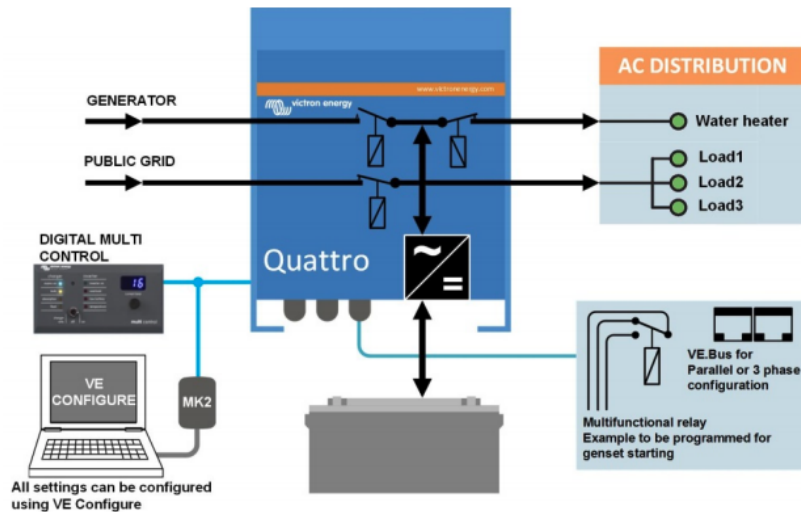 www.victronenergy.com
victron energy
GENERATOR
PUBLIC GRID
AC DISTRIBUTION
Water heater
Load1
Load2
Load3
DIGITAL MULTI
CONTROL
16
Quattro
VE
CONFIGURE
MK2
All settings can be configured
using VE Configure
VE.Bus for
Parallel or 3 phase
configuration
Multifunctional relay
Example to be programmed for
genset starting